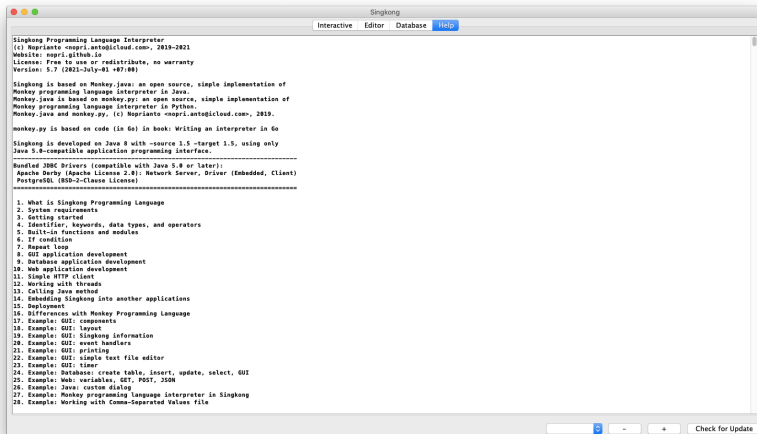 Singkong
Interactive Editor Database Help
Singkong Programming Language Interpreter
(c) Noprianto <nopri.anto@icloud.com>, 2019-2021
Website: nopri.github.io
License: Free to use or redistribute, no warranty
Version: 5.7 (2021-July-01 +07:00)
Singkong is based on Monkey.java: an open source, simple implementation of
Monkey programming language interpreter in Java.
Monkey.java is based on monkey.py: an open source, simple implementation of
Monkey programming language interpreter in Python.
Monkey.java and monkey.py, (c) Noprianto <nopri.anto@icloud.com>, 2019.
monkey.py is based on code (in Go) in book: Writing an interpreter in Go
Singkong is developed on Java 8 with -source 1.5 -target 1.5, using only
Java 5.0-compatible application programming interface.
================================================================================
Bundled JDBC Drivers (compatible with Java 5.0 or later):
Apache Derby (Apache License 2.0): Network Server, Driver (Embedded, Client)
PostgreSQL (BSD-2-Clause License)
================================================================================
1. What is Singkong Programming Language
2. System requirements
3. Getting started
4. Identifier, keywords, data types, and operators
5. Built-in functions and modules
6. If condition
7. Repeat loop
8. GUI application development
9. Database application development
10. Web application development
11. Simple HTTP client
12. Working with threads
13. Calling Java method
14. Embedding Singkong into another applications
15. Deployment
16. Differences with Monkey Programming Language
17. Example: GUI: components
18. Example: GUI: layout
19. Example: GUI: Singkong information
20. Example: GUI: event handlers
21. Example: GUI: printing
22. Example: GUI: simple text file editor
23. Example: GUI: timer
24. Example: Database: create table, insert, update, select, GUI
25. Example: Web: variables, GET, POST, JSON
26. Example: Java: custom dialog
27. Example: Monkey programming language interpreter in Singkong
28. Example: Working with Comma-Separated Values file
- + Check for Update